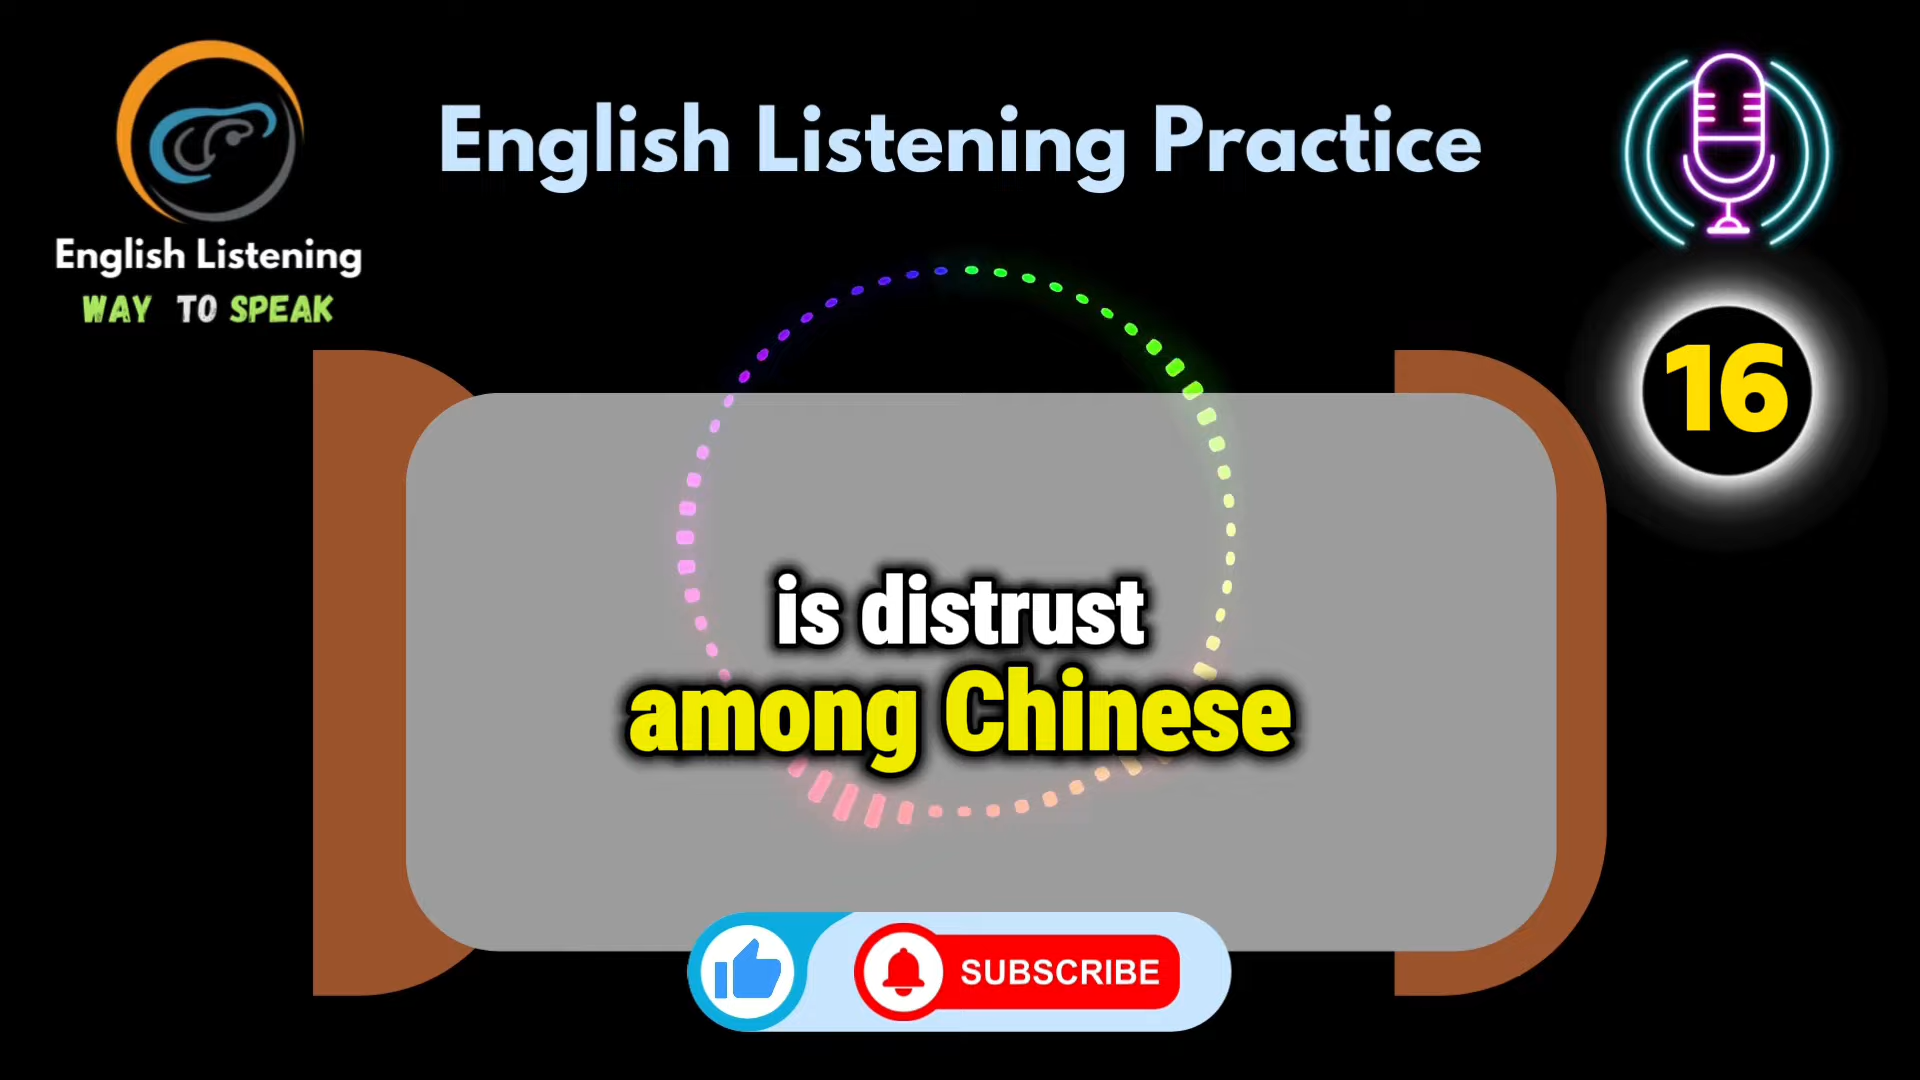 English Listening Practice
English Listening
WAY TO SPEAK
16
is distrust
among Chinese
SUBSCRIBE